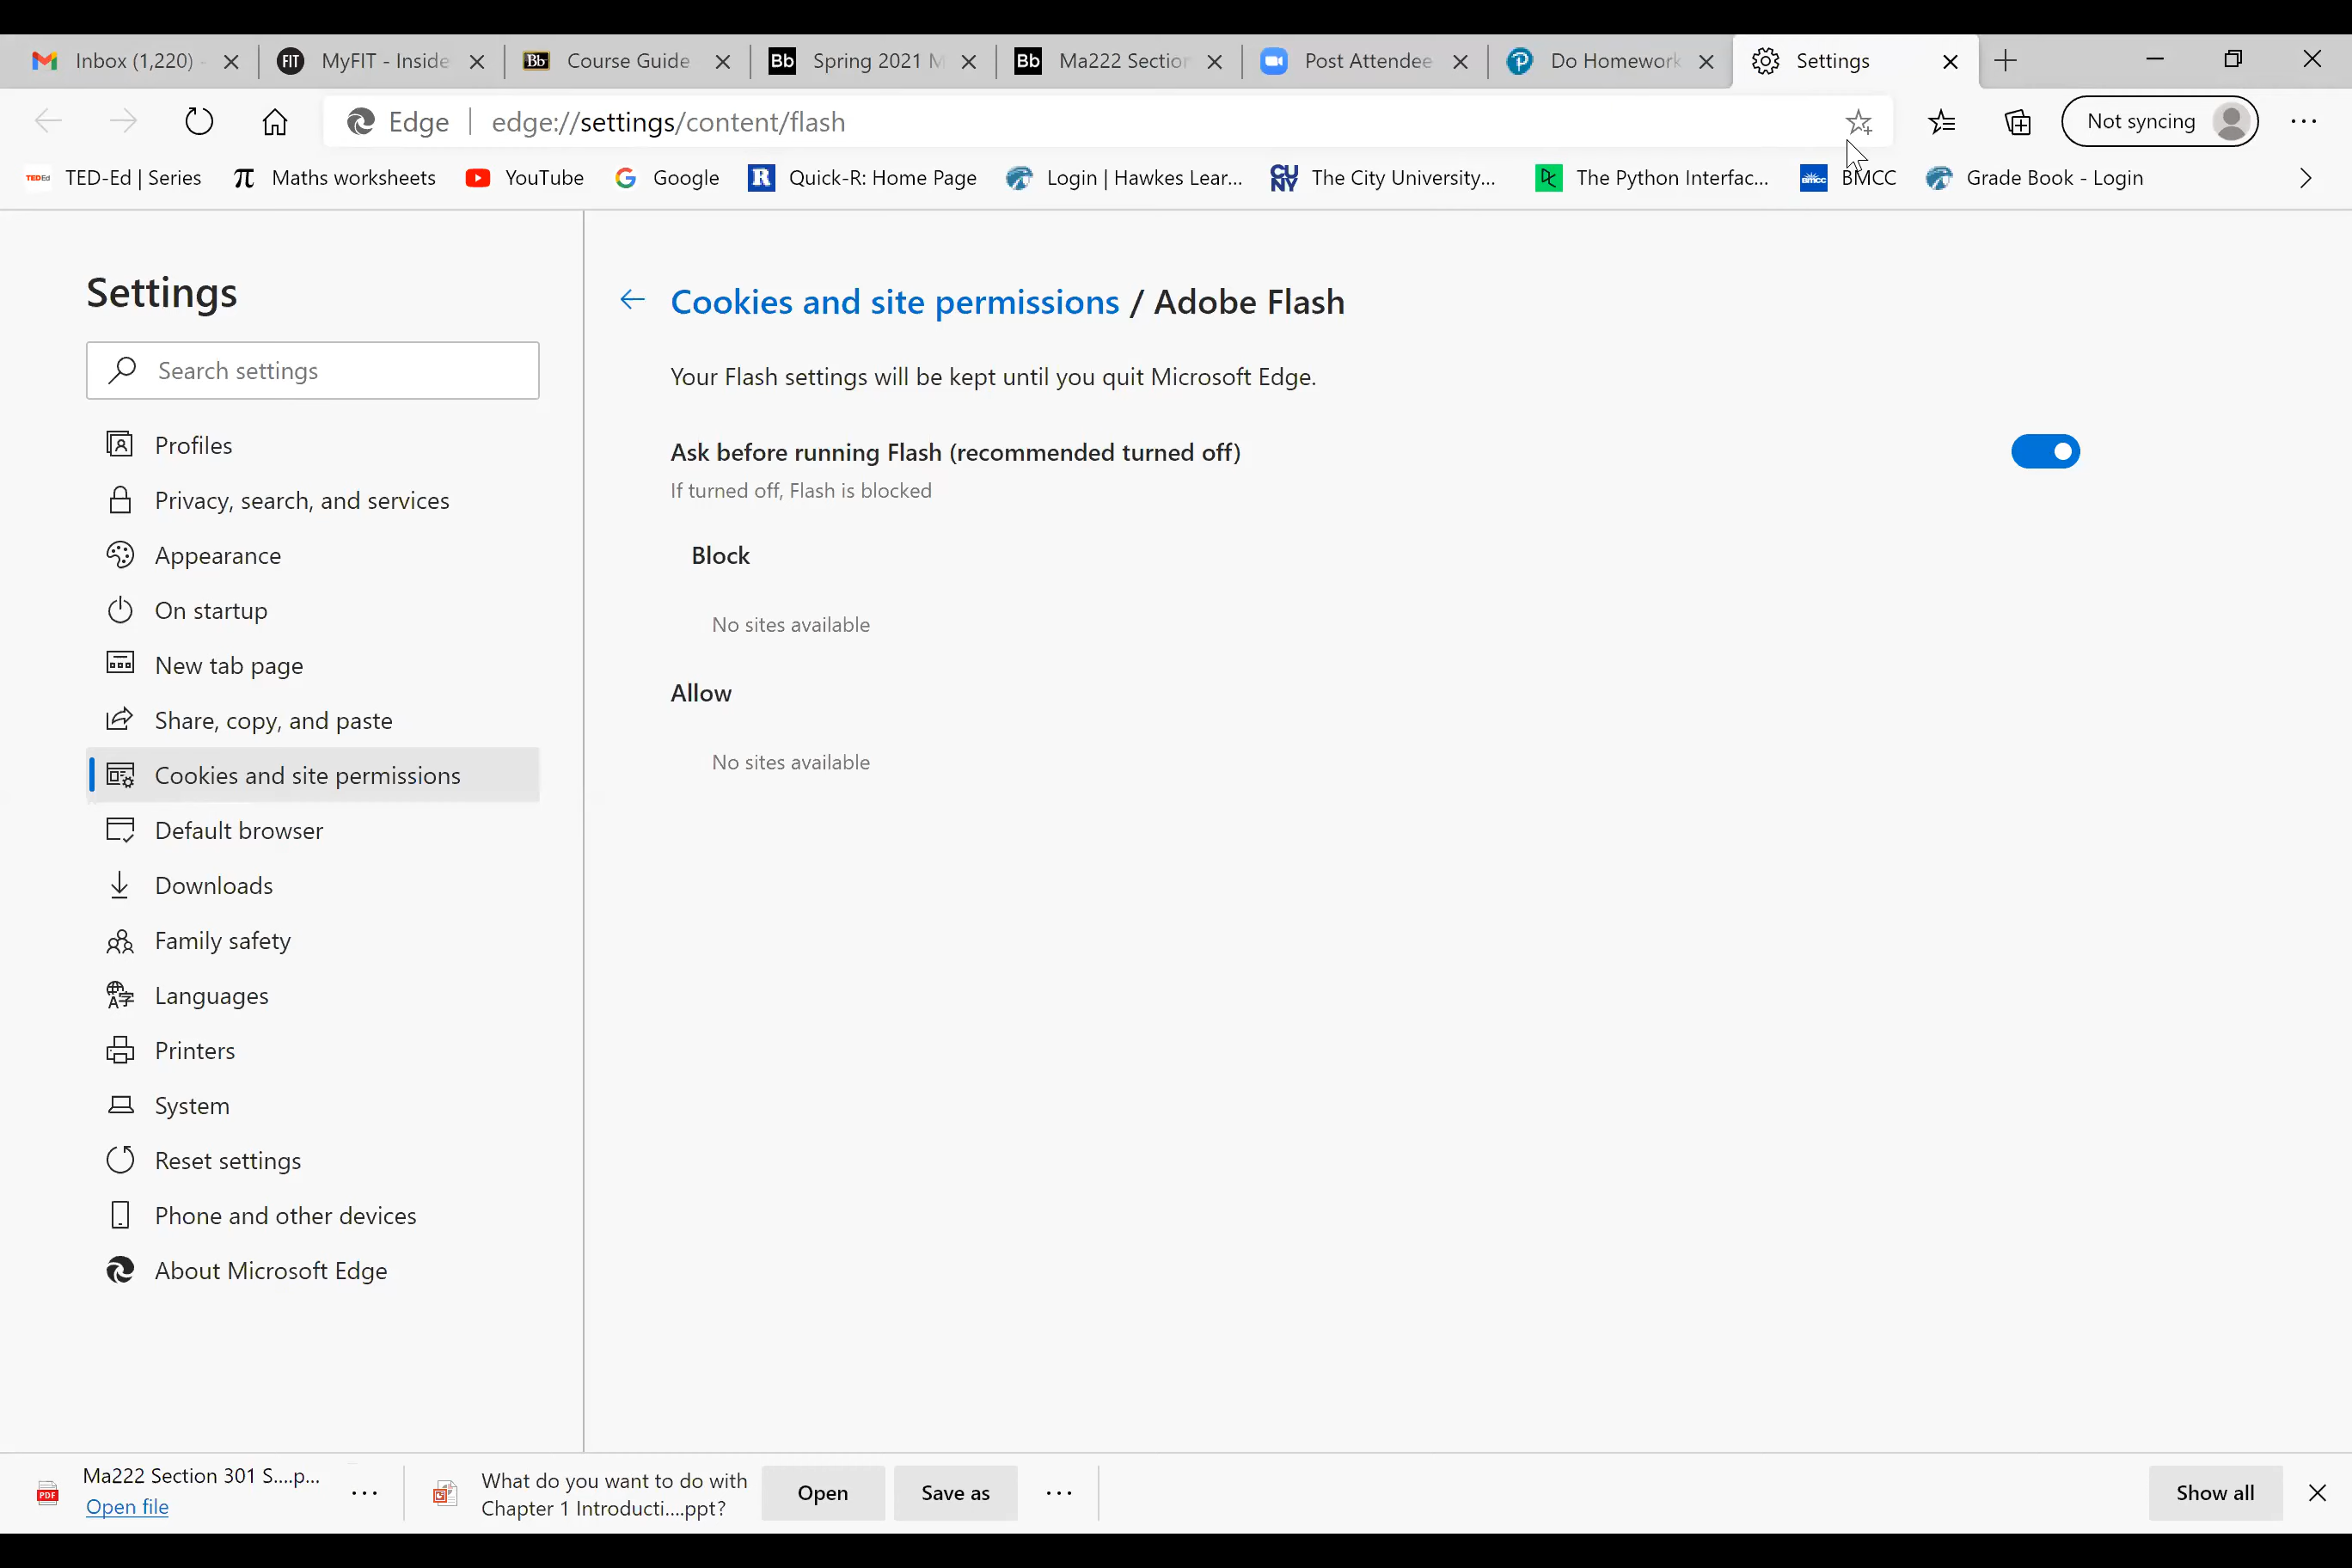 Inbox (1,220) -
MyFIT - Inside
Course Guide
Spring 2021 M
Ma222 Section
Post Attendee
Do Homework
Settings
Edge
edge://settings/content/flash
Not syncing
TED-Ed | Series
Maths worksheets
YouTube
Google
Quick-R: Home Page
Login | Hawkes Lear...
The City University...
The Python Interfac...
BMCC
Grade Book - Login
Settings
Search settings
Profiles
Privacy, search, and services
Appearance
On startup
New tab page
Share, copy, and paste
Cookies and site permissions
Default browser
Downloads
Family safety
Languages
Printers
System
Reset settings
Phone and other devices
About Microsoft Edge
Cookies and site permissions / Adobe Flash
Your Flash settings will be kept until you quit Microsoft Edge.
Ask before running Flash (recommended turned off)
If turned off, Flash is blocked
Block
No sites available
Allow
No sites available
Ma222 Section 301 S....p...
Open file
What do you want to do with
Chapter 1 Introducti....ppt?
Open
Save as
Show all